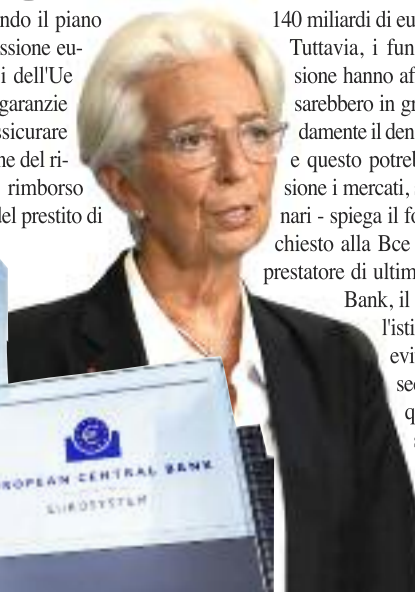 ndo il piano
ssione eu-
i dell'Ue
garanzie
ssicurare
ne del ri-
rimborso
del prestito di
140 miliardi di eu
Tuttavia, i fun
sione hanno af
sarebbero in gr
damente il den
e questo potreb
sione i mercati,
nari - spiega il fo
chiesto alla Bce
prestatore di ultim
Bank, il
l'isti
evi
sec
q
ROPEAN CENTRAL BANK
EUROSYSTEM